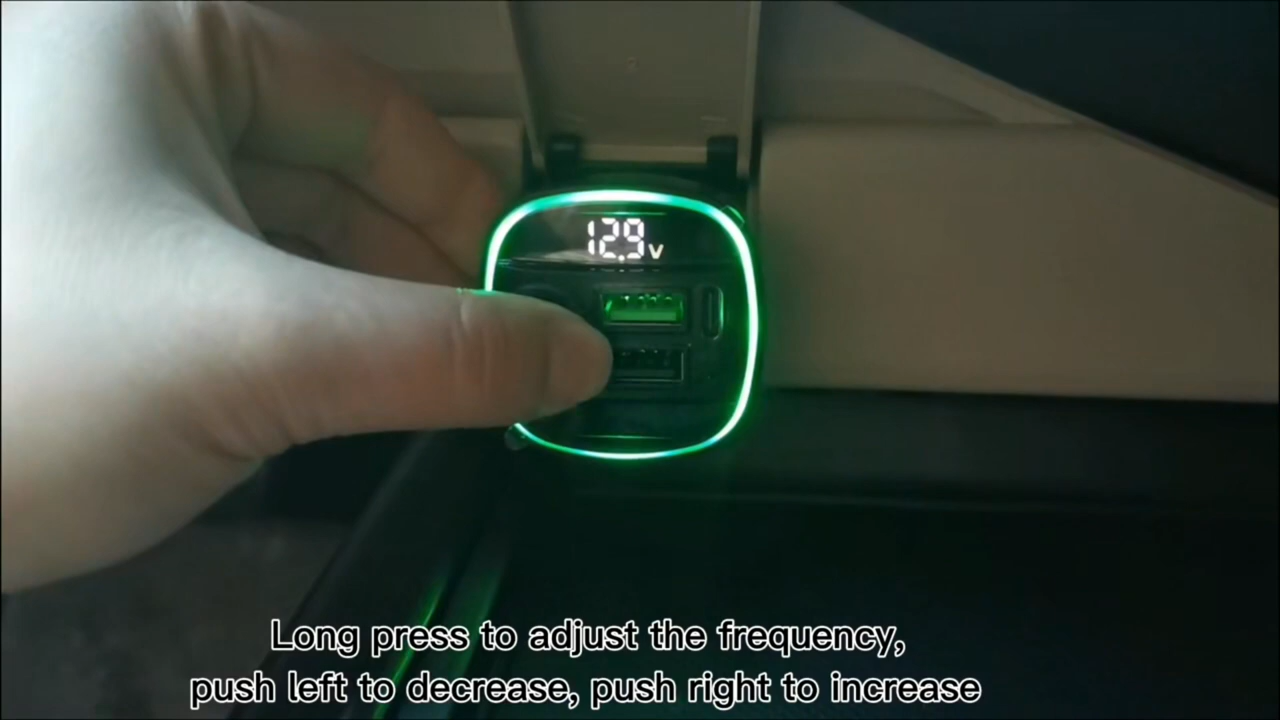 12.9v
Long press to adjust the frequency,
push left to decrease, push right to increase